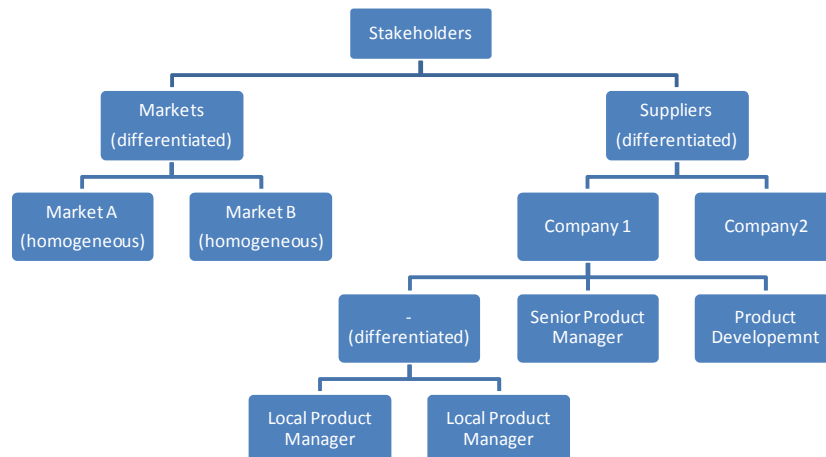 Stakeholders
Markets
(differentiated)
Suppliers
(differentiated)
Market A
(homogeneous)
Market B
(homogeneous)
Company 1
Company2
-
(differentiated)
Senior Product
Manager
Product
Developemnt
Local Product
Manager
Local Product
Manager